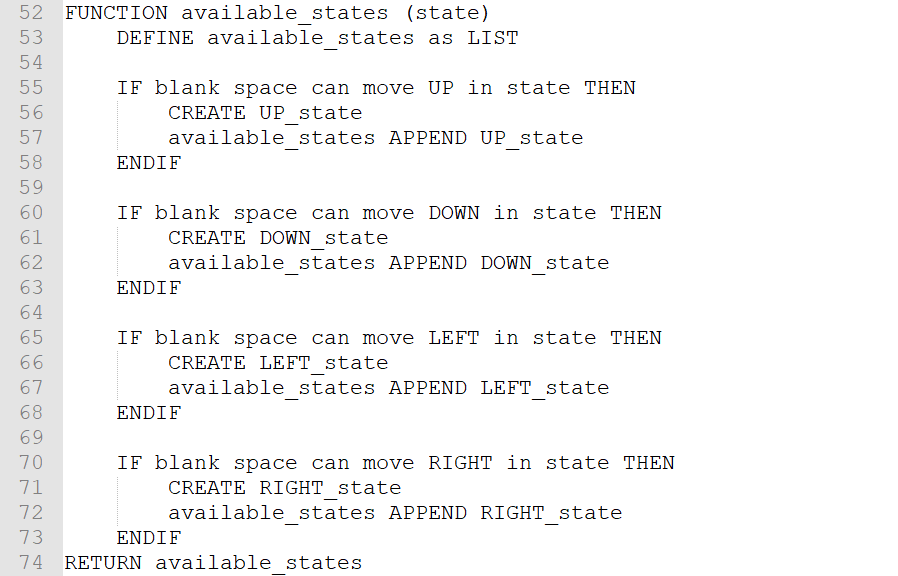 52 FUNCTION available_states (state)
53     DEFINE available_states as LIST
54
55     IF blank space can move UP in state THEN
56         CREATE UP_state
57         available_states APPEND UP_state
58     ENDIF
59
60     IF blank space can move DOWN in state THEN
61         CREATE DOWN_state
62         available_states APPEND DOWN_state
63     ENDIF
64
65     IF blank space can move LEFT in state THEN
66         CREATE LEFT_state
67         available_states APPEND LEFT_state
68     ENDIF
69
70     IF blank space can move RIGHT in state THEN
71         CREATE RIGHT_state
72         available_states APPEND RIGHT_state
73     ENDIF
74 RETURN available_states